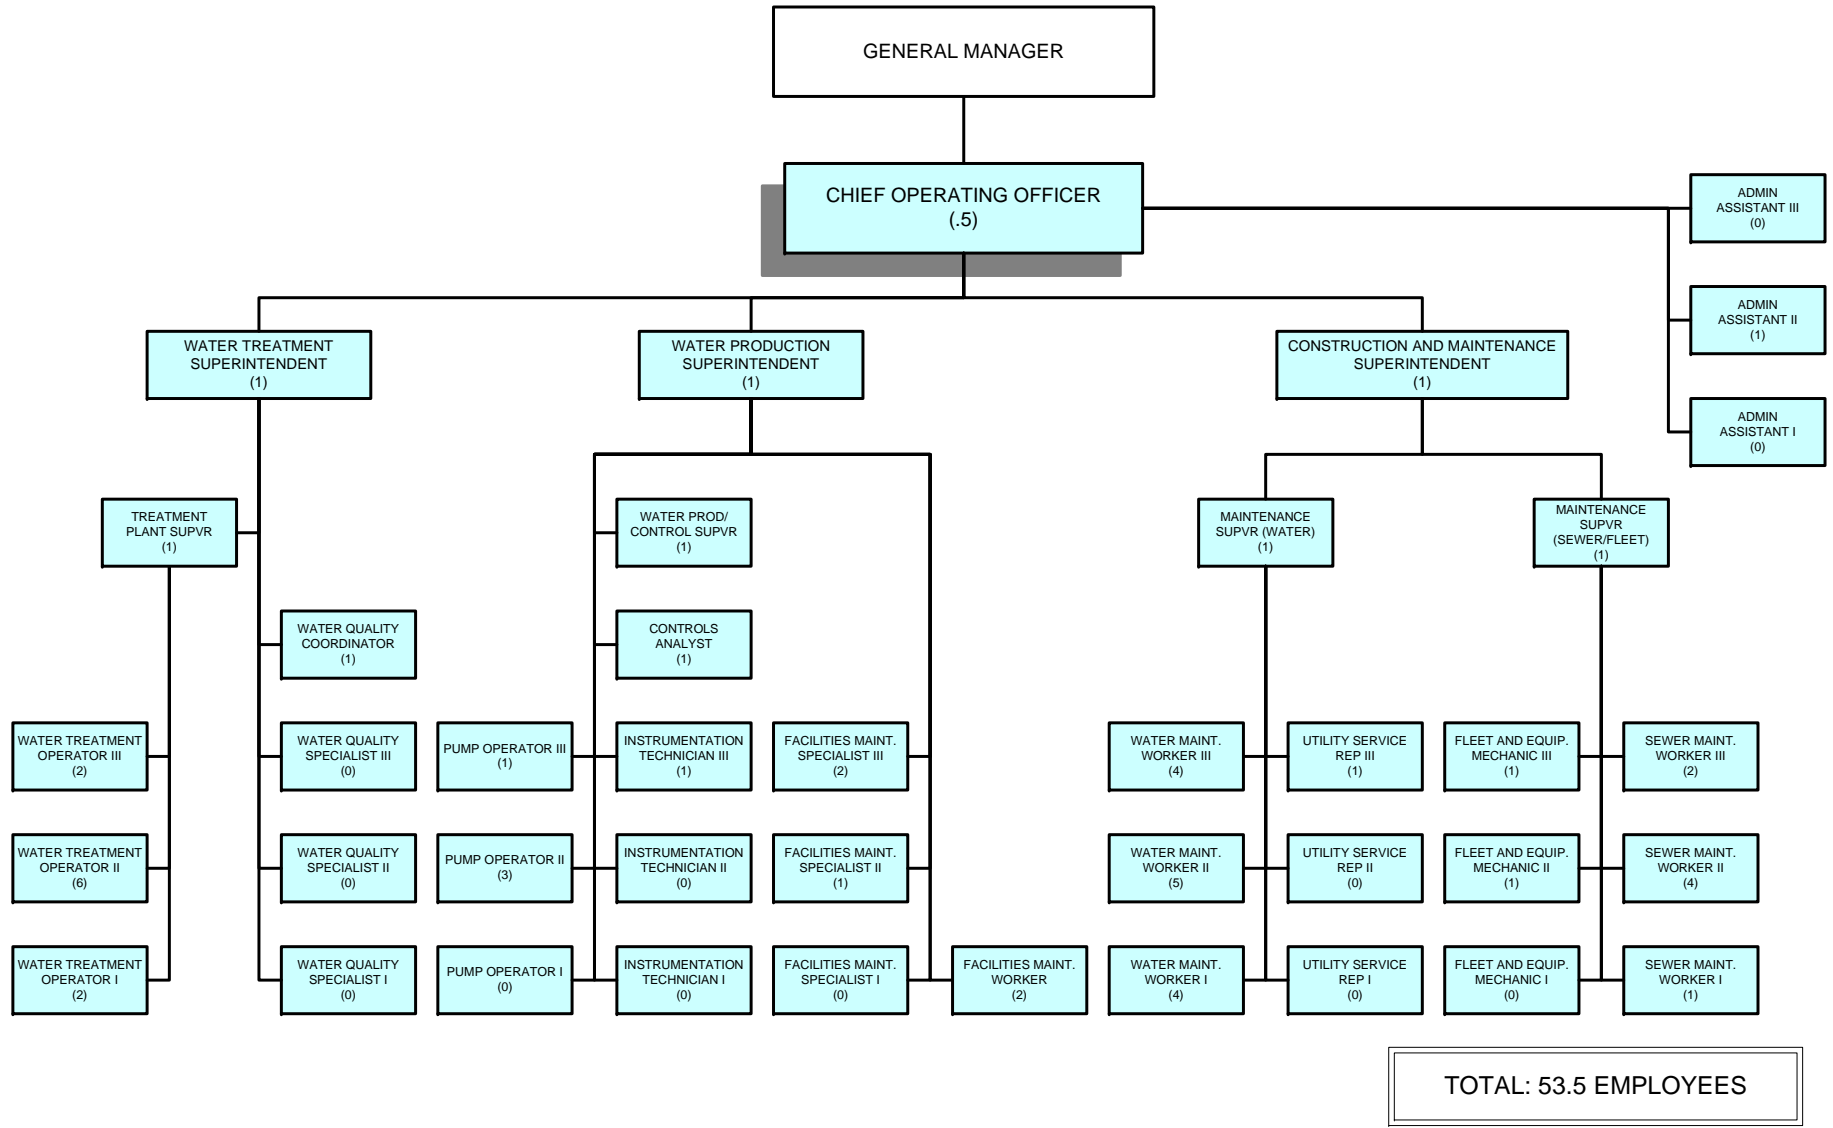 GENERAL MANAGER
CHIEF OPERATING OFFICER
(.5)
ADMIN
ASSISTANT III
(0)
ADMIN
ASSISTANT II
(1)
ADMIN
ASSISTANT I
(0)
WATER TREATMENT
SUPERINTENDENT
(1)
WATER PRODUCTION
SUPERINTENDENT
(1)
CONSTRUCTION AND MAINTENANCE
SUPERINTENDENT
(1)
TREATMENT
PLANT SUPVR
(1)
WATER PROD/
CONTROL SUPVR
(1)
MAINTENANCE
SUPVR (WATER)
(1)
MAINTENANCE
SUPVR
(SEWER/FLEET)
(1)
WATER QUALITY
COORDINATOR
(1)
CONTROLS
ANALYST
(1)
WATER TREATMENT
OPERATOR III
(2)
WATER QUALITY
SPECIALIST III
(0)
PUMP OPERATOR III
(1)
INSTRUMENTATION
TECHNICIAN III
(1)
FACILITIES MAINT.
SPECIALIST III
(2)
WATER MAINT.
WORKER III
(4)
UTILITY SERVICE
REP III
(1)
FLEET AND EQUIP.
MECHANIC III
(1)
SEWER MAINT.
WORKER III
(2)
WATER TREATMENT
OPERATOR II
(6)
WATER QUALITY
SPECIALIST II
(0)
PUMP OPERATOR II
(3)
INSTRUMENTATION
TECHNICIAN II
(0)
FACILITIES MAINT.
SPECIALIST II
(1)
WATER MAINT.
WORKER II
(5)
UTILITY SERVICE
REP II
(0)
FLEET AND EQUIP.
MECHANIC II
(1)
SEWER MAINT.
WORKER II
(4)
WATER TREATMENT
OPERATOR I
(2)
WATER QUALITY
SPECIALIST I
(0)
PUMP OPERATOR I
(0)
INSTRUMENTATION
TECHNICIAN I
(0)
FACILITIES MAINT.
SPECIALIST I
(0)
FACILITIES MAINT.
WORKER
(2)
WATER MAINT.
WORKER I
(4)
UTILITY SERVICE
REP I
(0)
FLEET AND EQUIP.
MECHANIC I
(0)
SEWER MAINT.
WORKER I
(1)
TOTAL: 53.5 EMPLOYEES